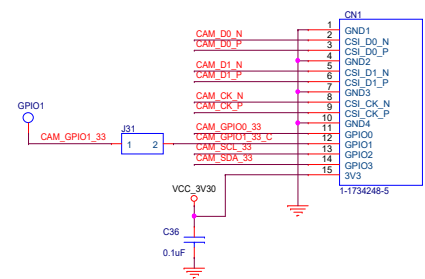 CN1
1 GND1
CAM_D0_N 2 CSI_D0_N
CAM_D0_P 3 CSI_D0_P
4 GND2
CAM_D1_N 5 CSI_D1_N
CAM_D1_P 6 CSI_D1_P
7 GND3
CAM_CK_N 8 CSI_CK_N
CAM_CK_P 9 CSI_CK_P
10 GND4
CAM_GPIO0_33 11 GPIO0
GPIO1
J31
CAM_GPIO1_33 1 2 CAM_GPIO1_33_C 12 GPIO1
CAM_SCL_33 13 GPIO2
CAM_SDA_33 14 GPIO3
15 3V3
1-1734248-5
VCC_3V30
C36
0.1uF